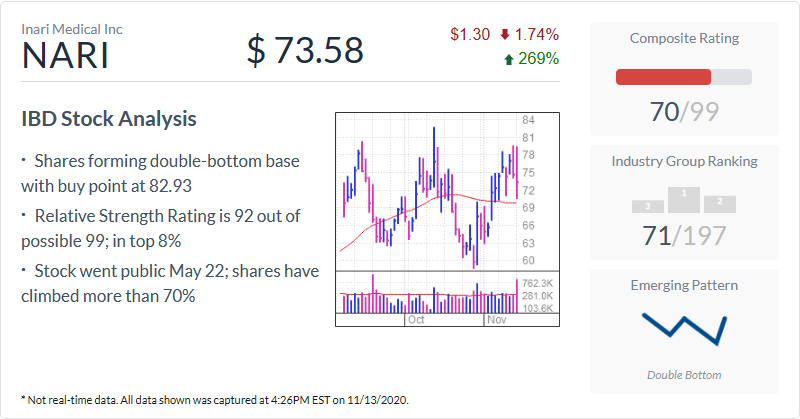 Inari Medical Inc
NARI
$ 73.58
$1.30 1.74%
269%
IBD Stock Analysis
· Shares forming double-bottom base
with buy point at 82.93
· Relative Strength Rating is 92 out of
possible 99; in top 8%
· Stock went public May 22; shares have
climbed more than 70%
84
81
78
75
72
69
66
63
60
762.3K
281.0K
103.6K
Oct
Nov
Composite Rating
70/99
Industry Group Ranking
3 1 2
71/197
Emerging Pattern
Double Bottom
* Not real-time data. All data shown was captured at 4:26PM EST on 11/13/2020.